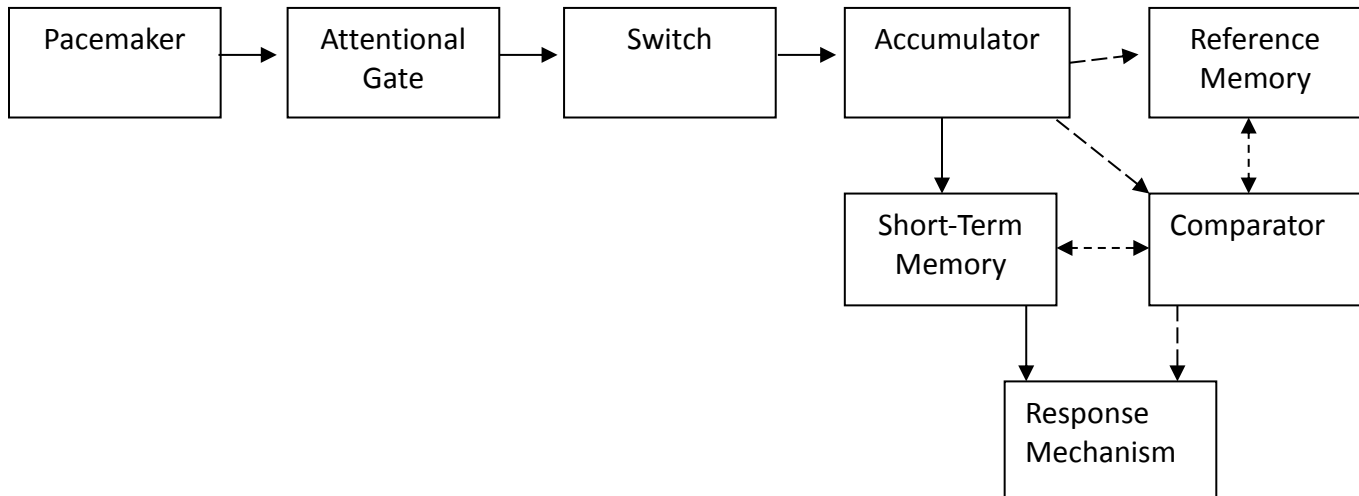 Pacemaker
Attentional
Gate
Switch
Accumulator
Reference
Memory
Short-Term
Memory
Comparator
Response
Mechanism